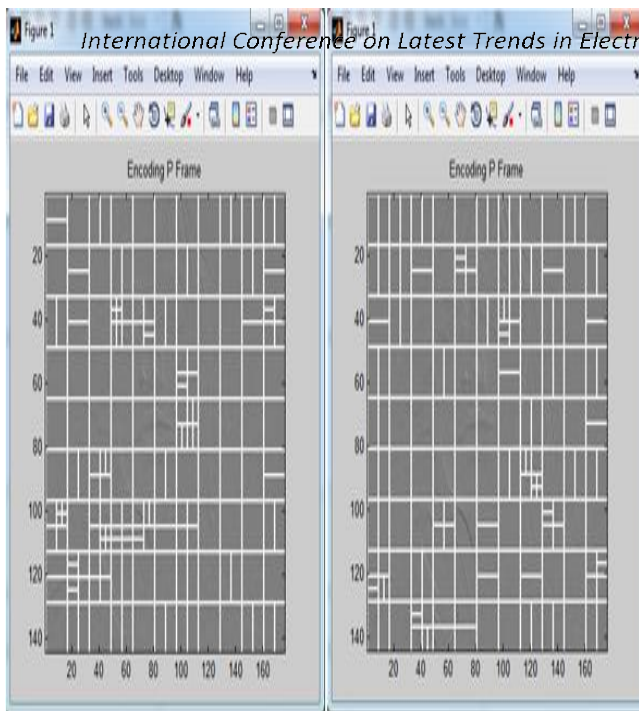 Figure 1
International Conference on Latest Trends in Electr
File Edit View Insert Tools Desktop Window Help
Encoding P Frame
20
40
60
80
100
120
140
20 40 60 80 100 120 140 160
File Edit View Insert Tools Desktop Window Help
Encoding P Frame
20
40
60
80
100
120
140
20 40 60 80 100 120 140 160